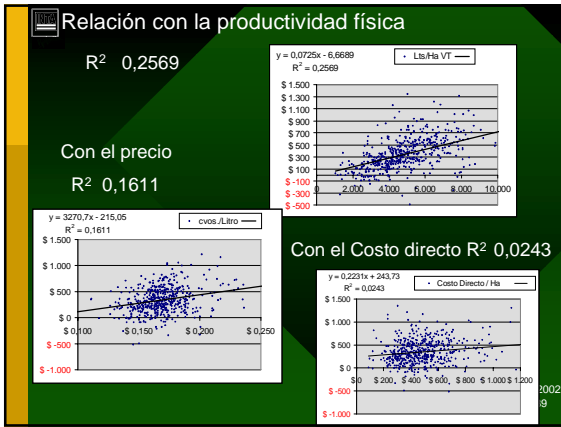 INTA
Relación con la productividad física
R2 0,2569
y = 0,0725x - 6,6689
R2 = 0,2569
Lts/Ha VT
$ 1.500
$ 1.300
$ 1.100
$ 900
$ 700
$ 500
$ 300
$ 100
$ -100
$ -300
$ -500
0 2.000 4.000 6.000 8.000 10.000
Con el precio
R2 0,1611
y = 3270,7x - 215,05
R2 = 0,1611
cvos./Litro
$ 1.500
$ 1.000
$ 500
$ 0
$ -500
$ -1.000
$ 0,100 $ 0,150 $ 0,200 $ 0,250
Con el Costo directo R2 0,0243
y = 0,2231x + 243,73
R2 = 0,0243
Costo Directo / Ha
$ 1.500
$ 1.000
$ 500
$ 0
$ -500
$ -1.000
$ 0 $ 200 $ 400 $ 600 $ 800 $ 1.000 $ 1.200
2002